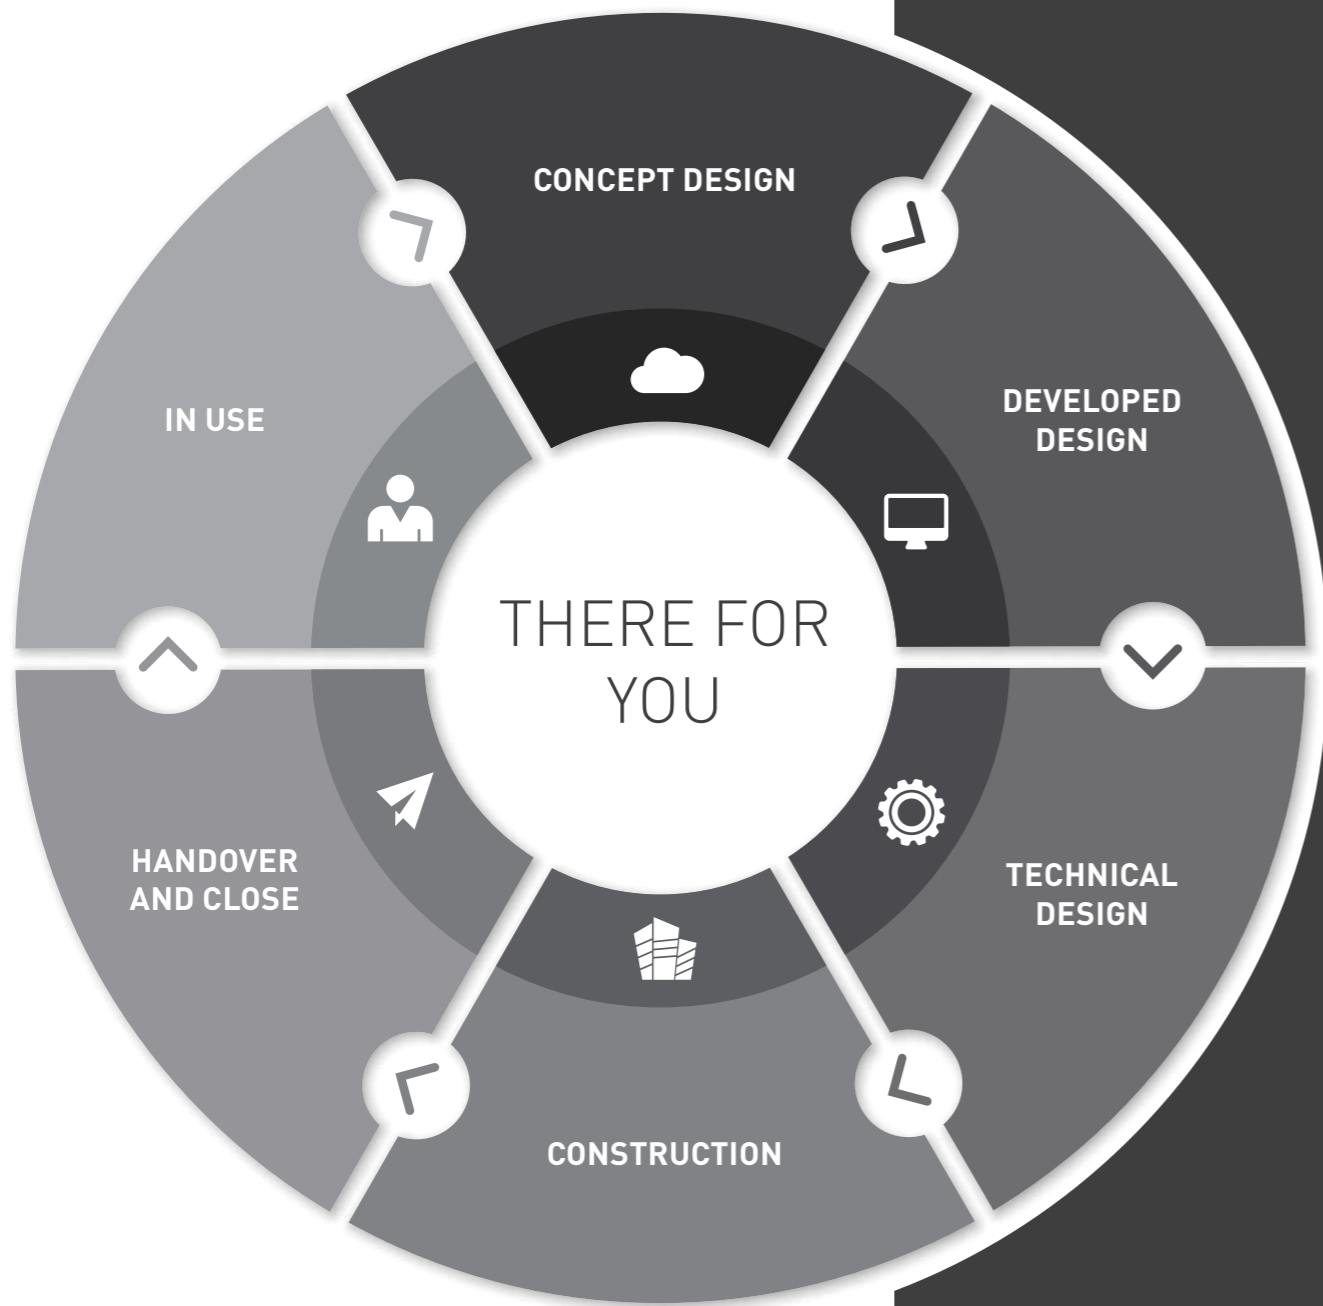 CONCEPT DESIGN
DEVELOPED
DESIGN
TECHNICAL
DESIGN
CONSTRUCTION
HANDOVER
AND CLOSE
IN USE
THERE FOR
YOU